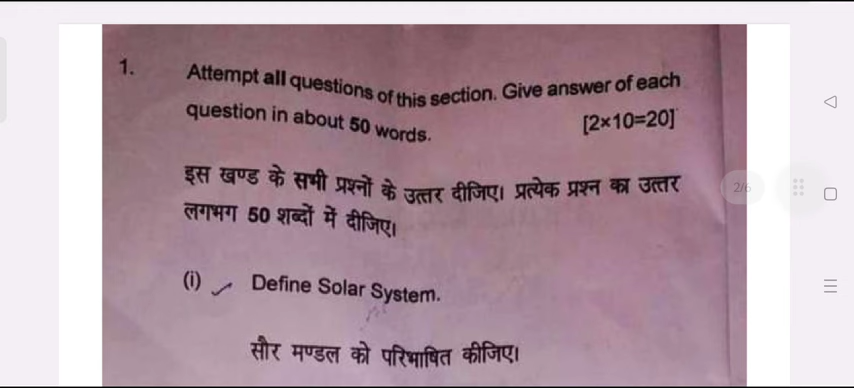 1. Attempt all questions of this section. Give answer of each
question in about 50 words. [2×10=20]
इस खण्ड के सभी प्रश्नों के उत्तर दीजिए। प्रत्येक प्रश्न का उत्तर
लगभग 50 शब्दों में दीजिए।
2/6
(i) Define Solar System.
सौर मण्डल को परिभाषित कीजिए।